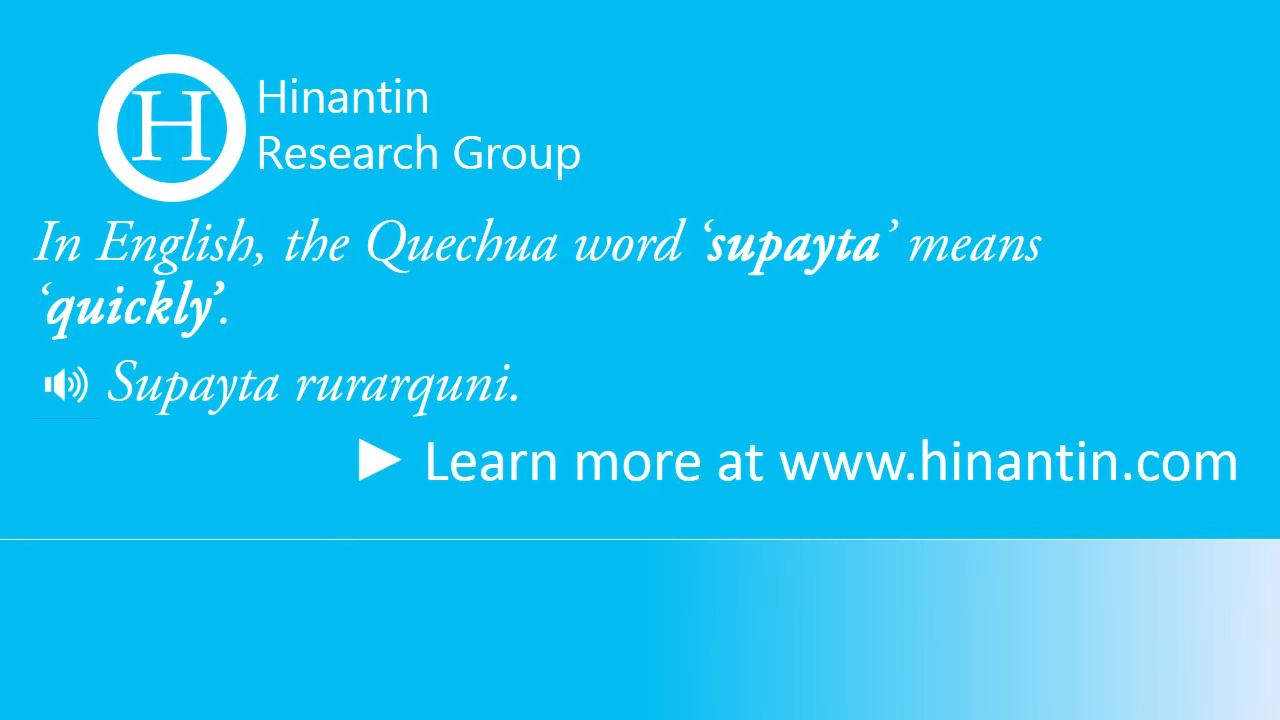 H
Hinantin
Research Group
In English, the Quechua word ‘supayta’ means
‘quickly’.
Supayta rurarquni.
► Learn more at www.hinantin.com